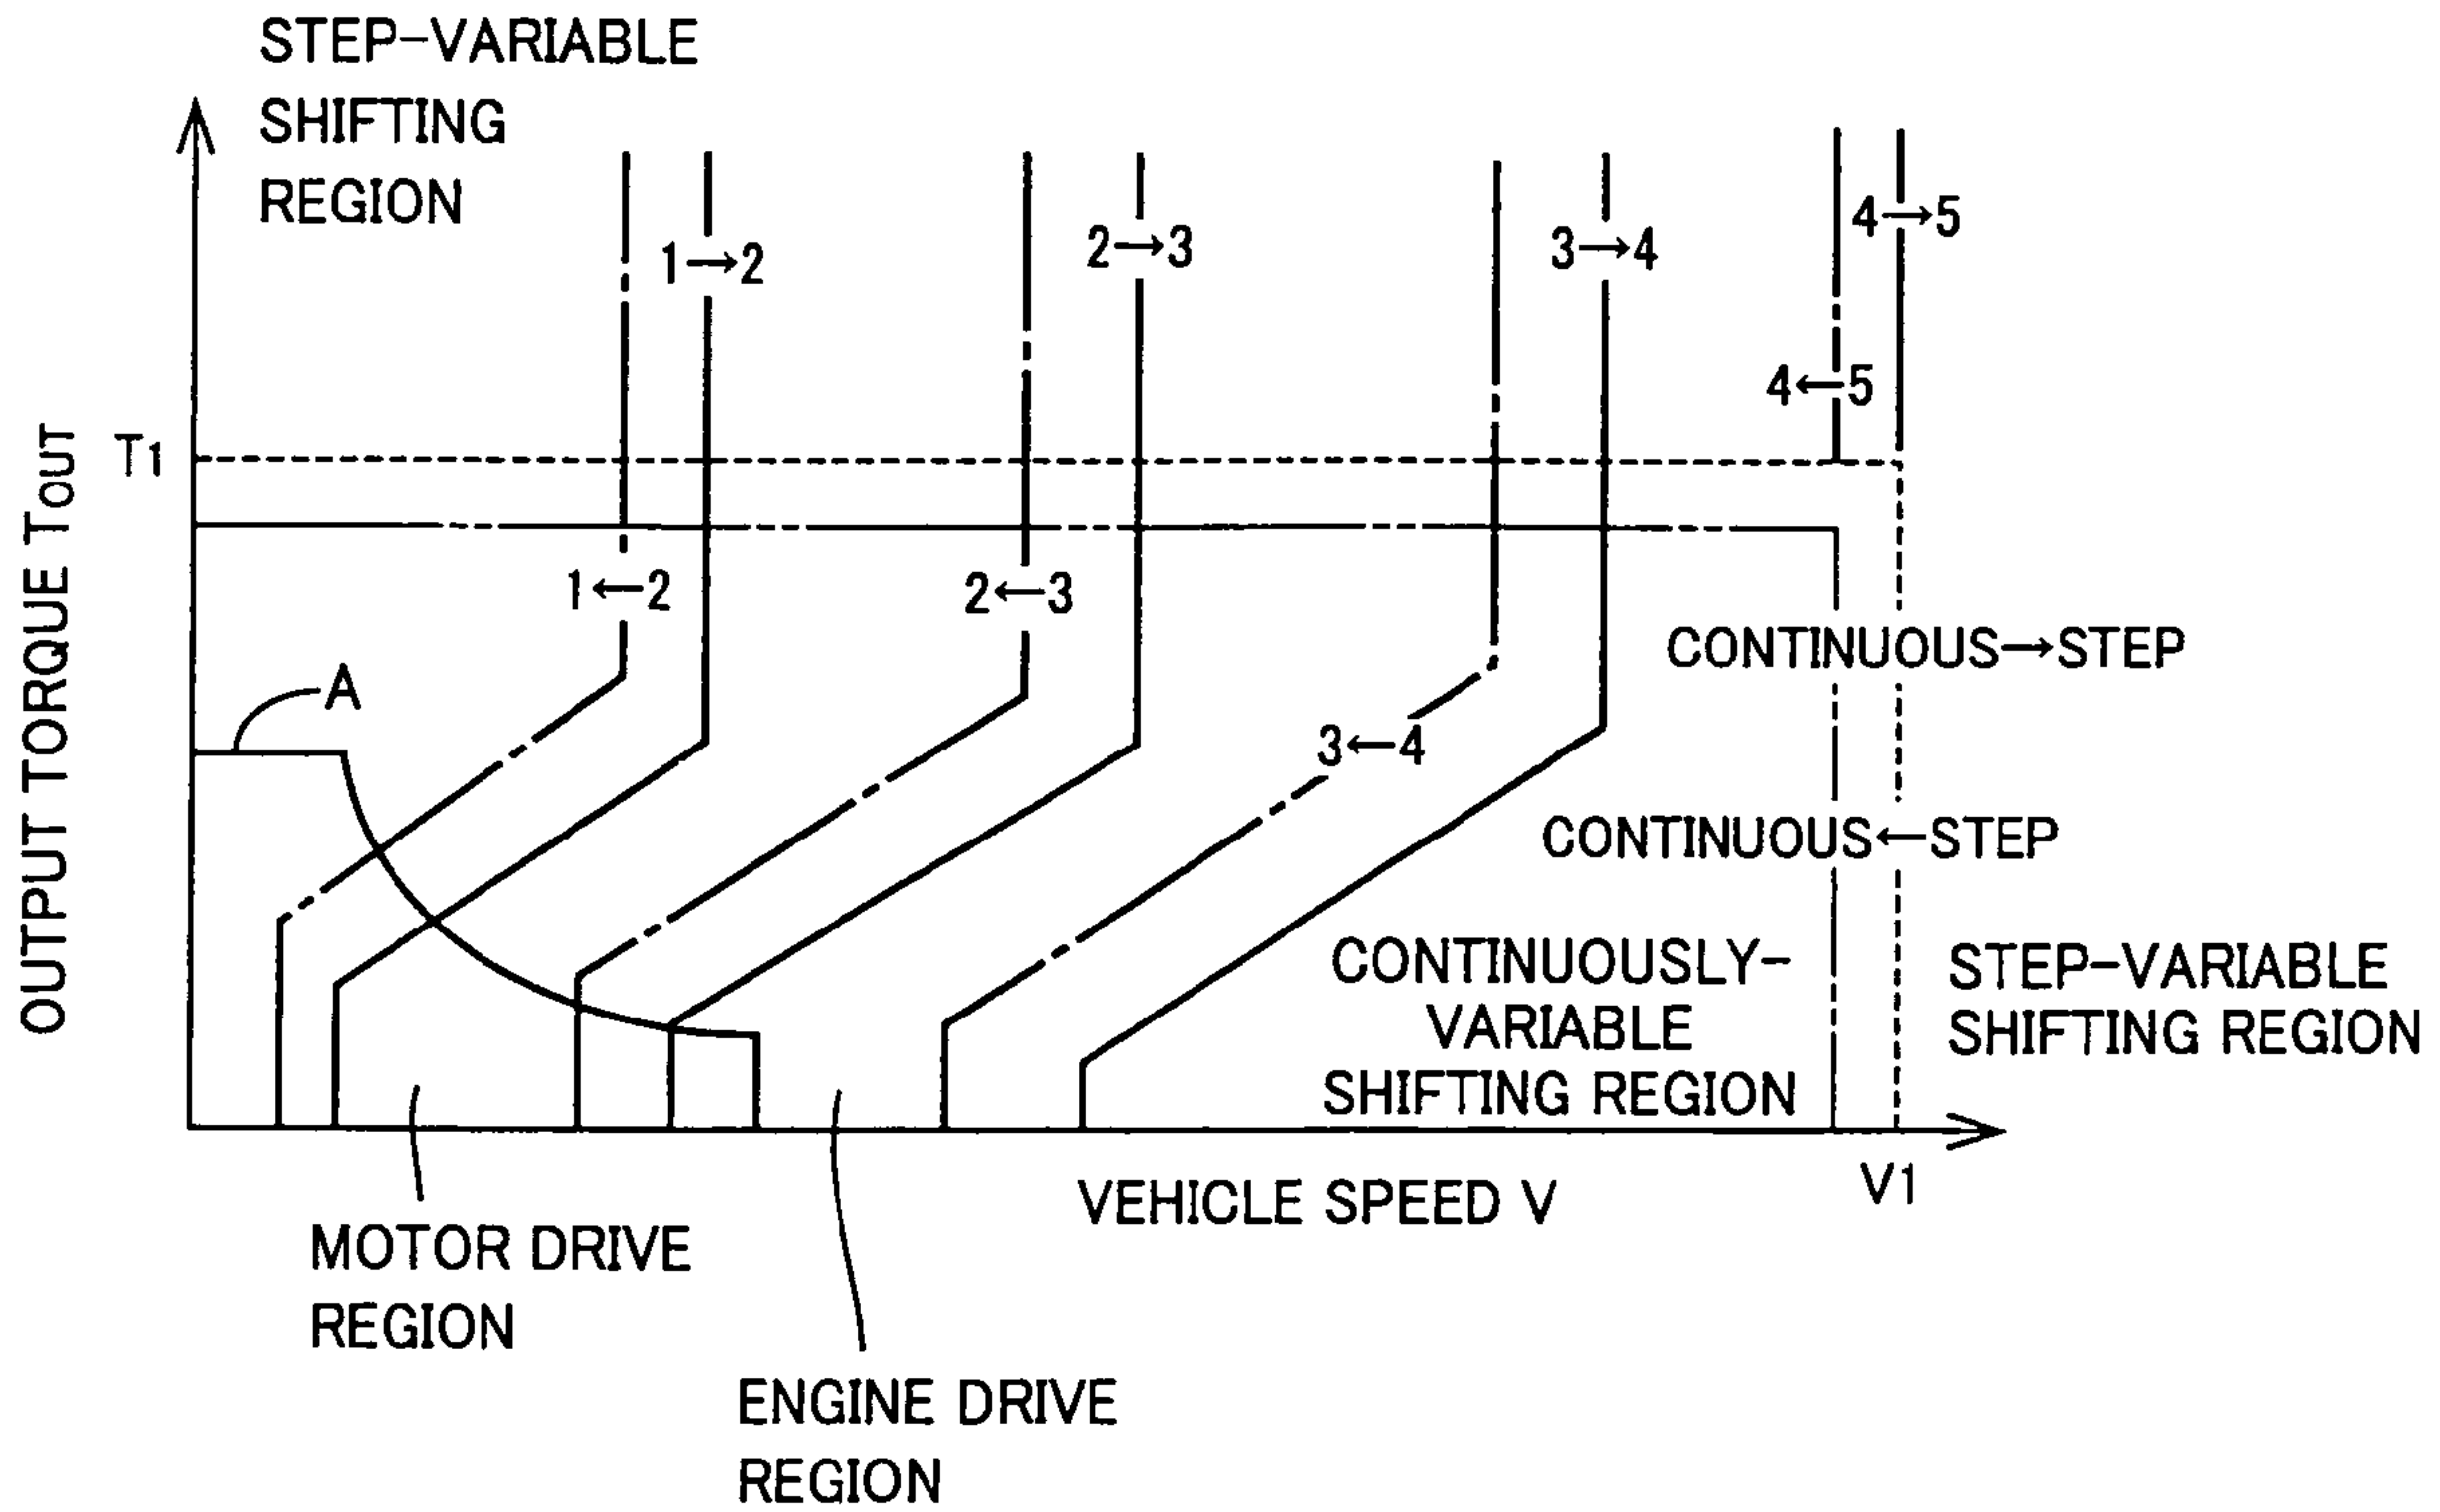 STEP-VARIABLE
SHIFTING
REGION
1→2
2→3
3→4
4→5
4←5
T1
OUTPUT TORQUE TOUT
1←2
2←3
CONTINUOUS→STEP
A
3←4
CONTINUOUS←STEP
CONTINUOUSLY-
VARIABLE
SHIFTING REGION
STEP-VARIABLE
SHIFTING REGION
VEHICLE SPEED V
V1
MOTOR DRIVE
REGION
ENGINE DRIVE
REGION